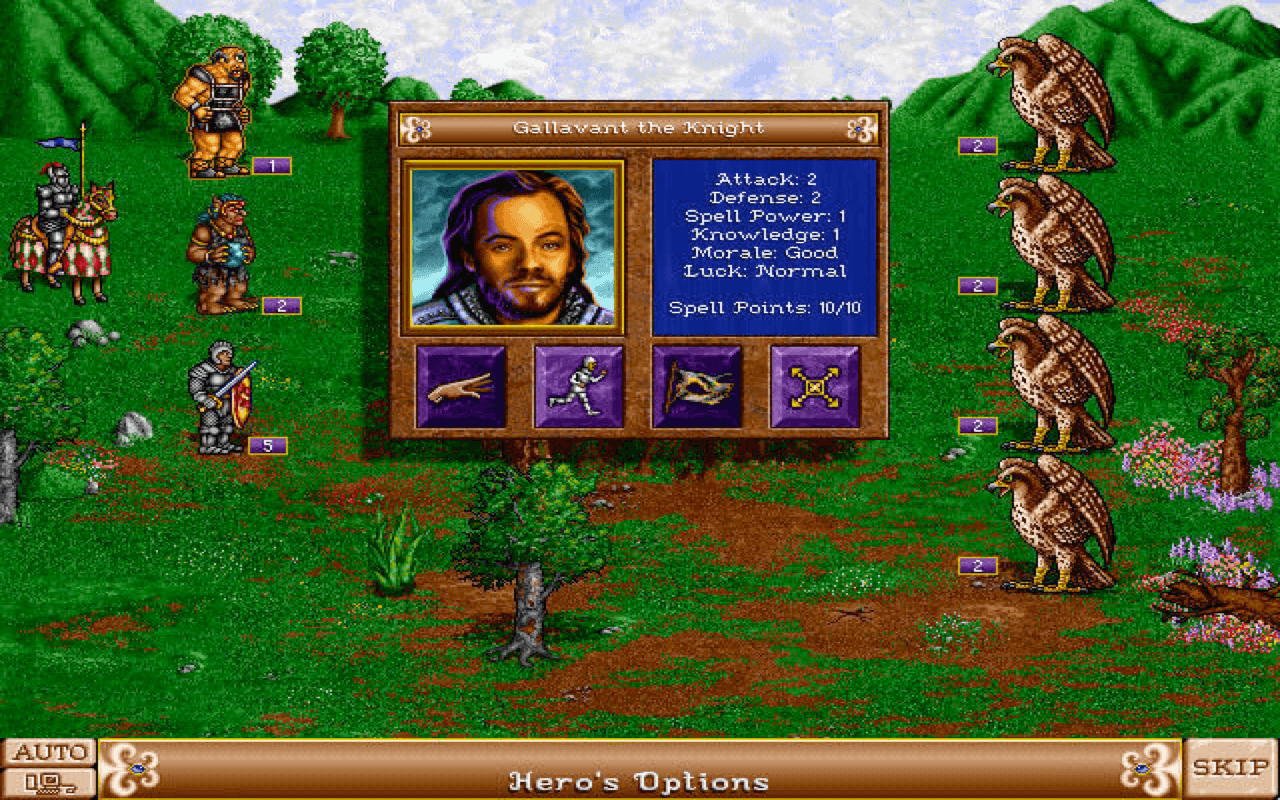 Gallavant the Knight
Attack: 2
Defense: 2
Spell Power: 1
Knowledge: 1
Morale: Good
Luck: Normal
Spell Points: 10/10
1
2
5
2
2
2
2
AUTO
Hero's Options
SKIP